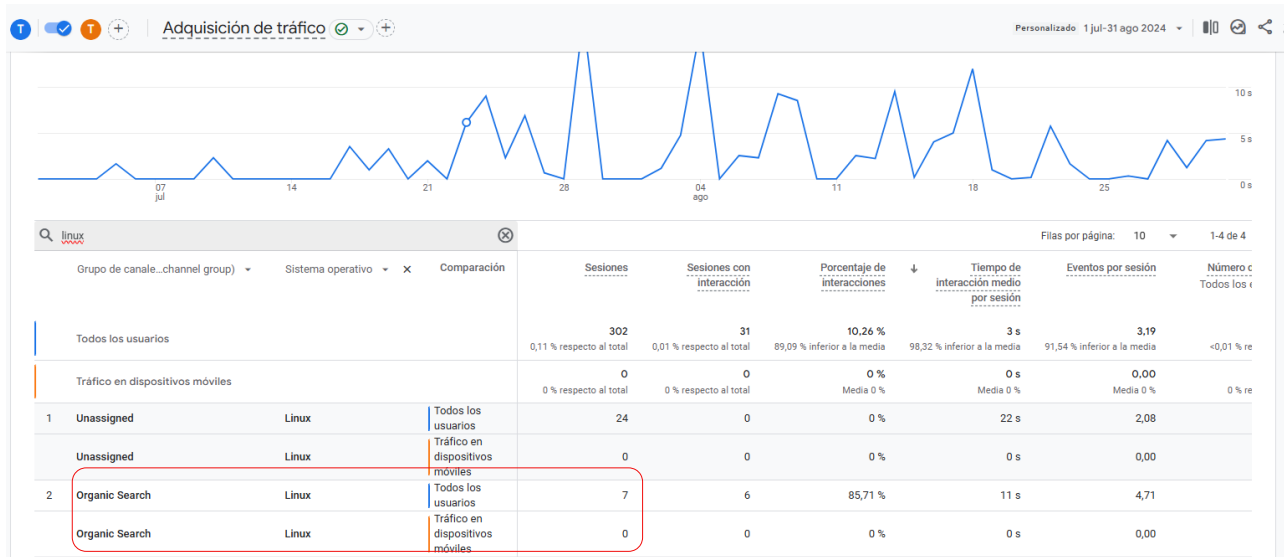 T T + Adquisición de tráfico + Personalizado 1 jul-31 ago 2024
10 s
5 s
0 s
07 14 21 28 04 11 18 25
jul ago
linux Filas por página: 10 1-4 de 4
Grupo de canale...channel group) Sistema operativo × Comparación Sesiones Sesiones con interacción Porcentaje de interacciones ↓ Tiempo de interacción medio por sesión Eventos por sesión Número c
Todos los e
Todos los usuarios 302 31 10,26 % 3 s 3,19
0,11 % respecto al total 0,01 % respecto al total 89,09 % inferior a la media 98,32 % inferior a la media 91,54 % inferior a la media <0,01 % re
Tráfico en dispositivos móviles 0 0 0 % 0 s 0,00
0 % respecto al total 0 % respecto al total Media 0 % Media 0 % Media 0 % 0 % re
1 Unassigned Linux Todos los usuarios 24 0 0 % 22 s 2,08
Unassigned Linux Tráfico en dispositivos móviles 0 0 0 % 0 s 0,00
2 Organic Search Linux Todos los usuarios 7 6 85,71 % 11 s 4,71
Organic Search Linux Tráfico en dispositivos móviles 0 0 0 % 0 s 0,00